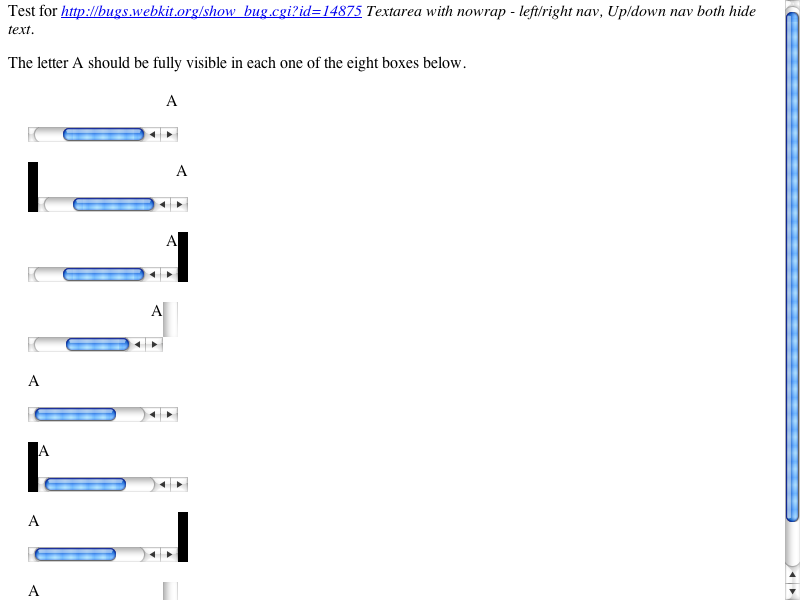 Test for http://bugs.webkit.org/show_bug.cgi?id=14875 Textarea with nowrap - left/right nav, Up/down nav both hide
text.
The letter A should be fully visible in each one of the eight boxes below.
A
A
A
A
A
A
A
A